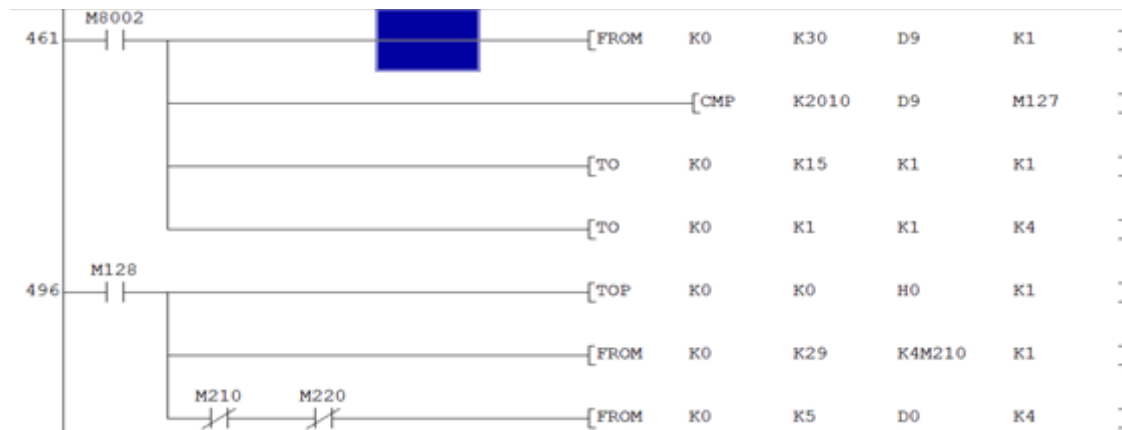 M8002
461 [FROM K0 K30 D9 K1 ]
[CMP K2010 D9 M127 ]
[TO K0 K15 K1 K1 ]
[TO K0 K1 K1 K4 ]
M128
496 [TOP K0 K0 H0 K1 ]
[FROM K0 K29 K4M210 K1 ]
M210 M220
[FROM K0 K5 D0 K4 ]